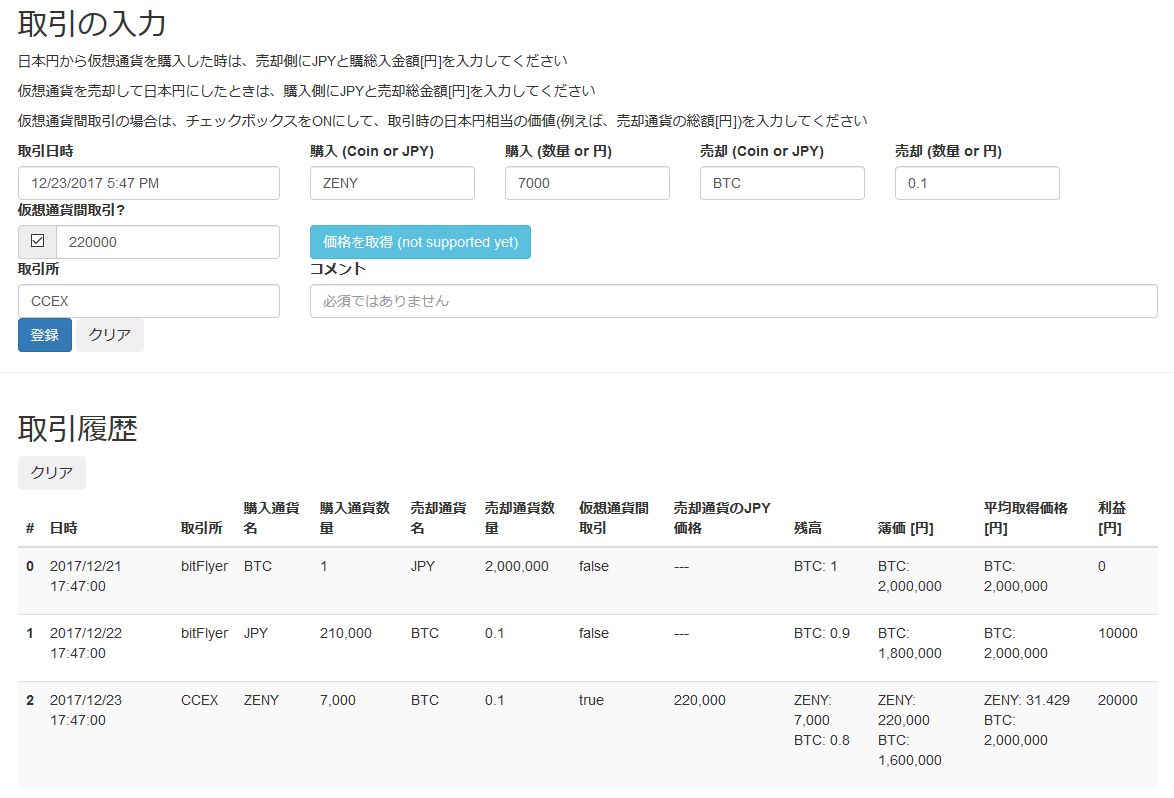 取引の入力
日本円から仮想通貨を購入した時は、売却側にJPYと購総入金額[円]を入力してください
仮想通貨を売却して日本円にしたときは、購入側にJPYと売却総金額[円]を入力してください
仮想通貨間取引の場合は、チェックボックスをONにして、取引時の日本円相当の価値(例えば、売却通貨の総額[円])を入力してください
取引日時 購入 (Coin or JPY) 購入 (数量 or 円) 売却 (Coin or JPY) 売却 (数量 or 円)
12/23/2017 5:47 PM ZENY 7000 BTC 0.1
仮想通貨間取引?
220000 価格を取得 (not supported yet)
取引所 コメント
CCEX 必須ではありません
登録 クリア
取引履歴
クリア
購入通貨 購入通貨数 売却通貨 売却通貨数 仮想通貨間 売却通貨のJPY 平均取得価格 利益
# 日時 取引所 名 量 名 量 取引 価格 残高 薄価 [円] [円] [円]
0 2017/12/21 bitFlyer BTC 1 JPY 2,000,000 false --- BTC: 1 BTC: BTC: 0
17:47:00 2,000,000 2,000,000
1 2017/12/22 bitFlyer JPY 210,000 BTC 0.1 false --- BTC: 0.9 BTC: BTC: 10000
17:47:00 1,800,000 2,000,000
2 2017/12/23 CCEX ZENY 7,000 BTC 0.1 true 220,000 ZENY: ZENY: ZENY: 31.429 20000
17:47:00 7,000 220,000 BTC:
BTC: 0.8 BTC: 2,000,000
1,600,000